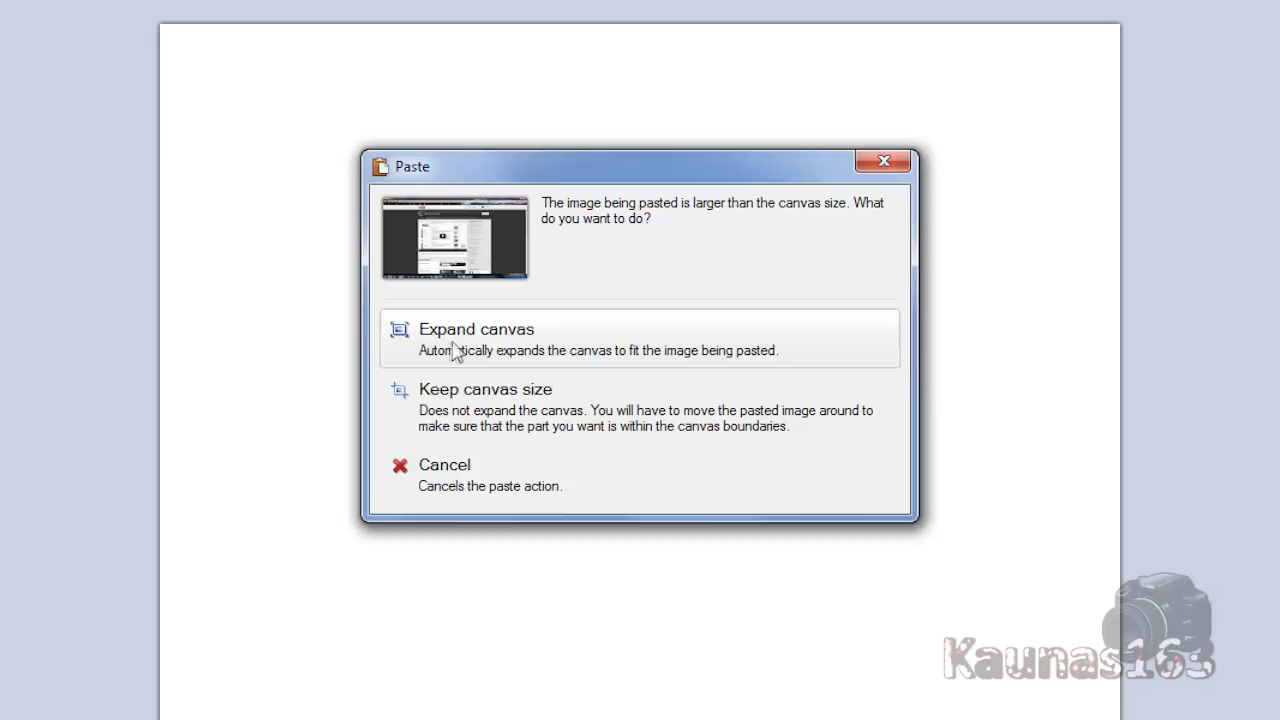 Paste
The image being pasted is larger than the canvas size. What
do you want to do?
Expand canvas
Automatically expands the canvas to fit the image being pasted.
Keep canvas size
Does not expand the canvas. You will have to move the pasted image around to
make sure that the part you want is within the canvas boundaries.
Cancel
Cancels the paste action.
Kaunas163